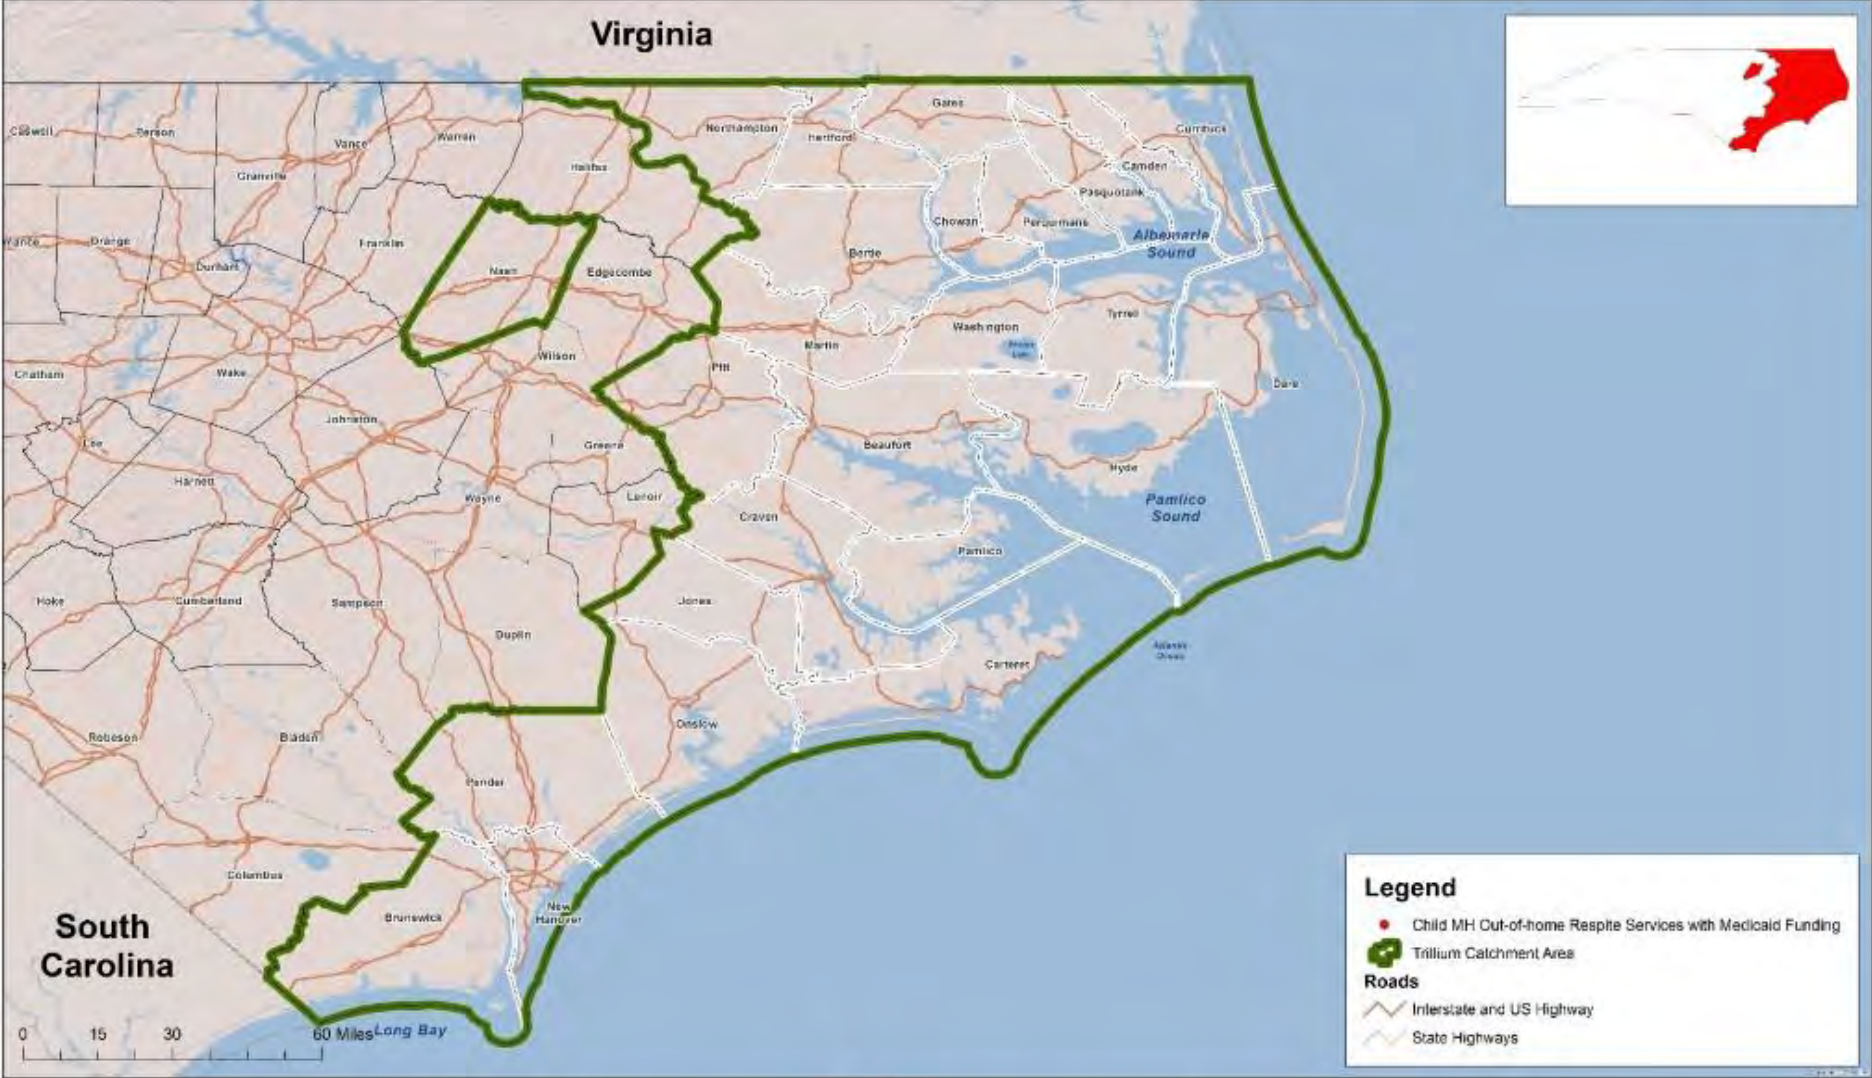 Virginia
Gates
Caswell
Person
Vance
Warren
Northampton
Hertford
Currituck
Granville
Halifax
Camden
Pasquotank
Orange
Franklin
Chowan
Perquimans
Durham
Albemarle
Sound
Nash
Edgecombe
Bertie
Washington
Tyrrell
Martin
Wilson
Chatham
Wake
Pitt
Dare
Johnston
Lee
Greene
Beaufort
Hyde
Harnett
Wayne
Lenoir
Craven
Pamlico
Sound
Pamlico
Hoke
Cumberland
Sampson
Jones
Duplin
Atlantic
Ocean
Carteret
Onslow
Robeson
Bladen
Pender
Columbus
Brunswick
New
Hanover
South
Carolina
0 15 30 60 Miles
Long Bay
Legend
Child MH Out-of-home Respite Services with Medicaid Funding
Trillium Catchment Area
Roads
Interstate and US Highway
State Highways